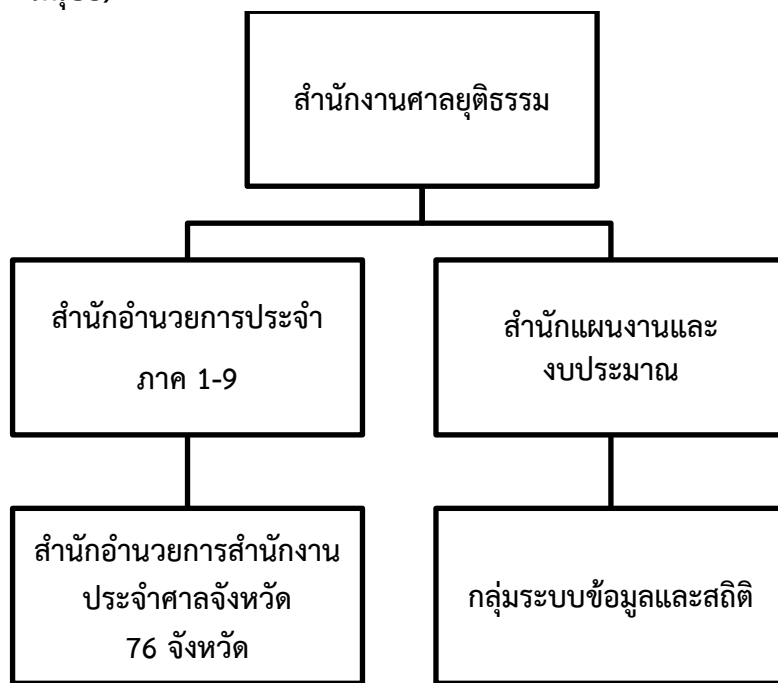 สำนักงานศาลยุติธรรม
สำนักอำนวยการประจำ
ภาค 1-9
สำนักแผนงานและ
งบประมาณ
สำนักอำนวยการสำนักงาน
ประจำศาลจังหวัด
76 จังหวัด
กลุ่มระบบข้อมูลและสถิติ